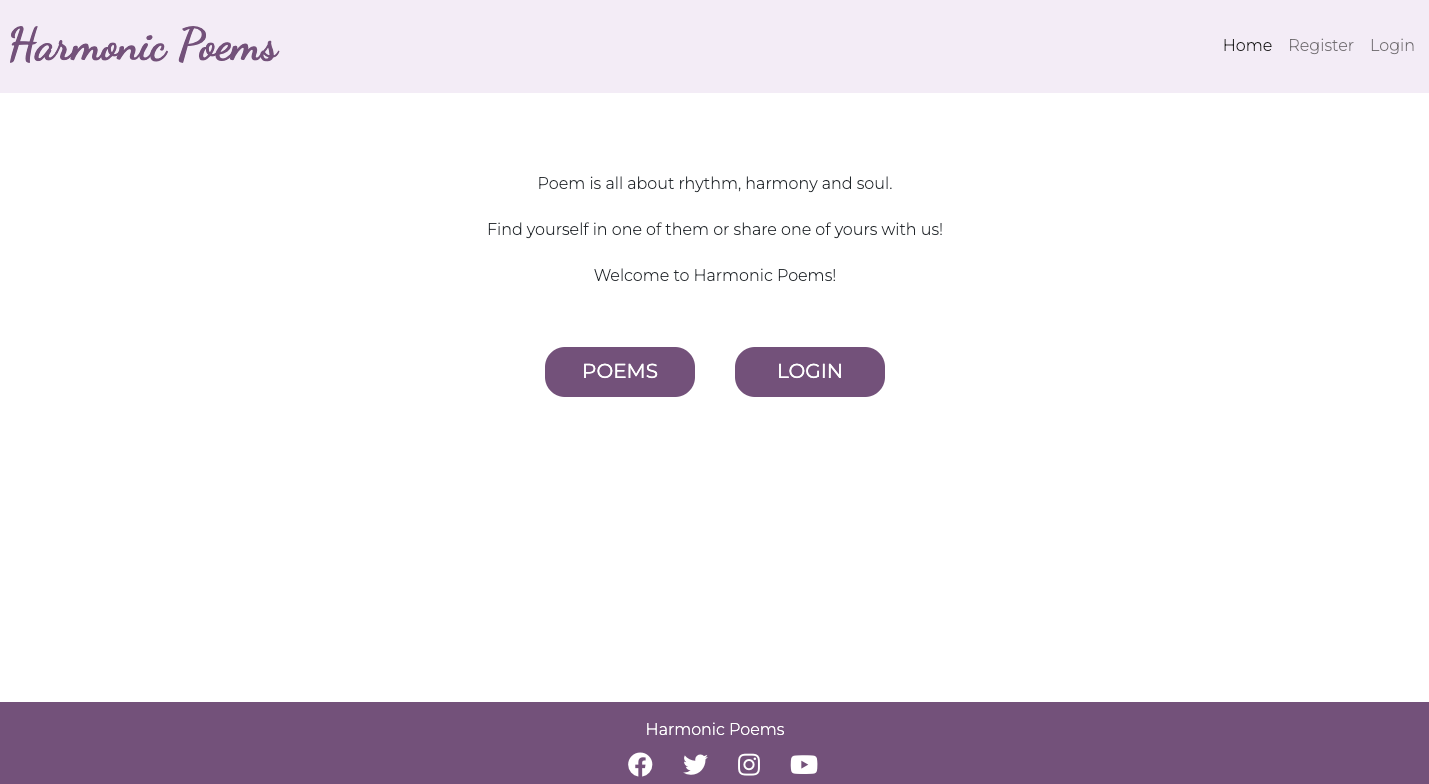 Harmonic Poems
Home Register Login
Poem is all about rhythm, harmony and soul.
Find yourself in one of them or share one of yours with us!
Welcome to Harmonic Poems!
POEMS
LOGIN
Harmonic Poems